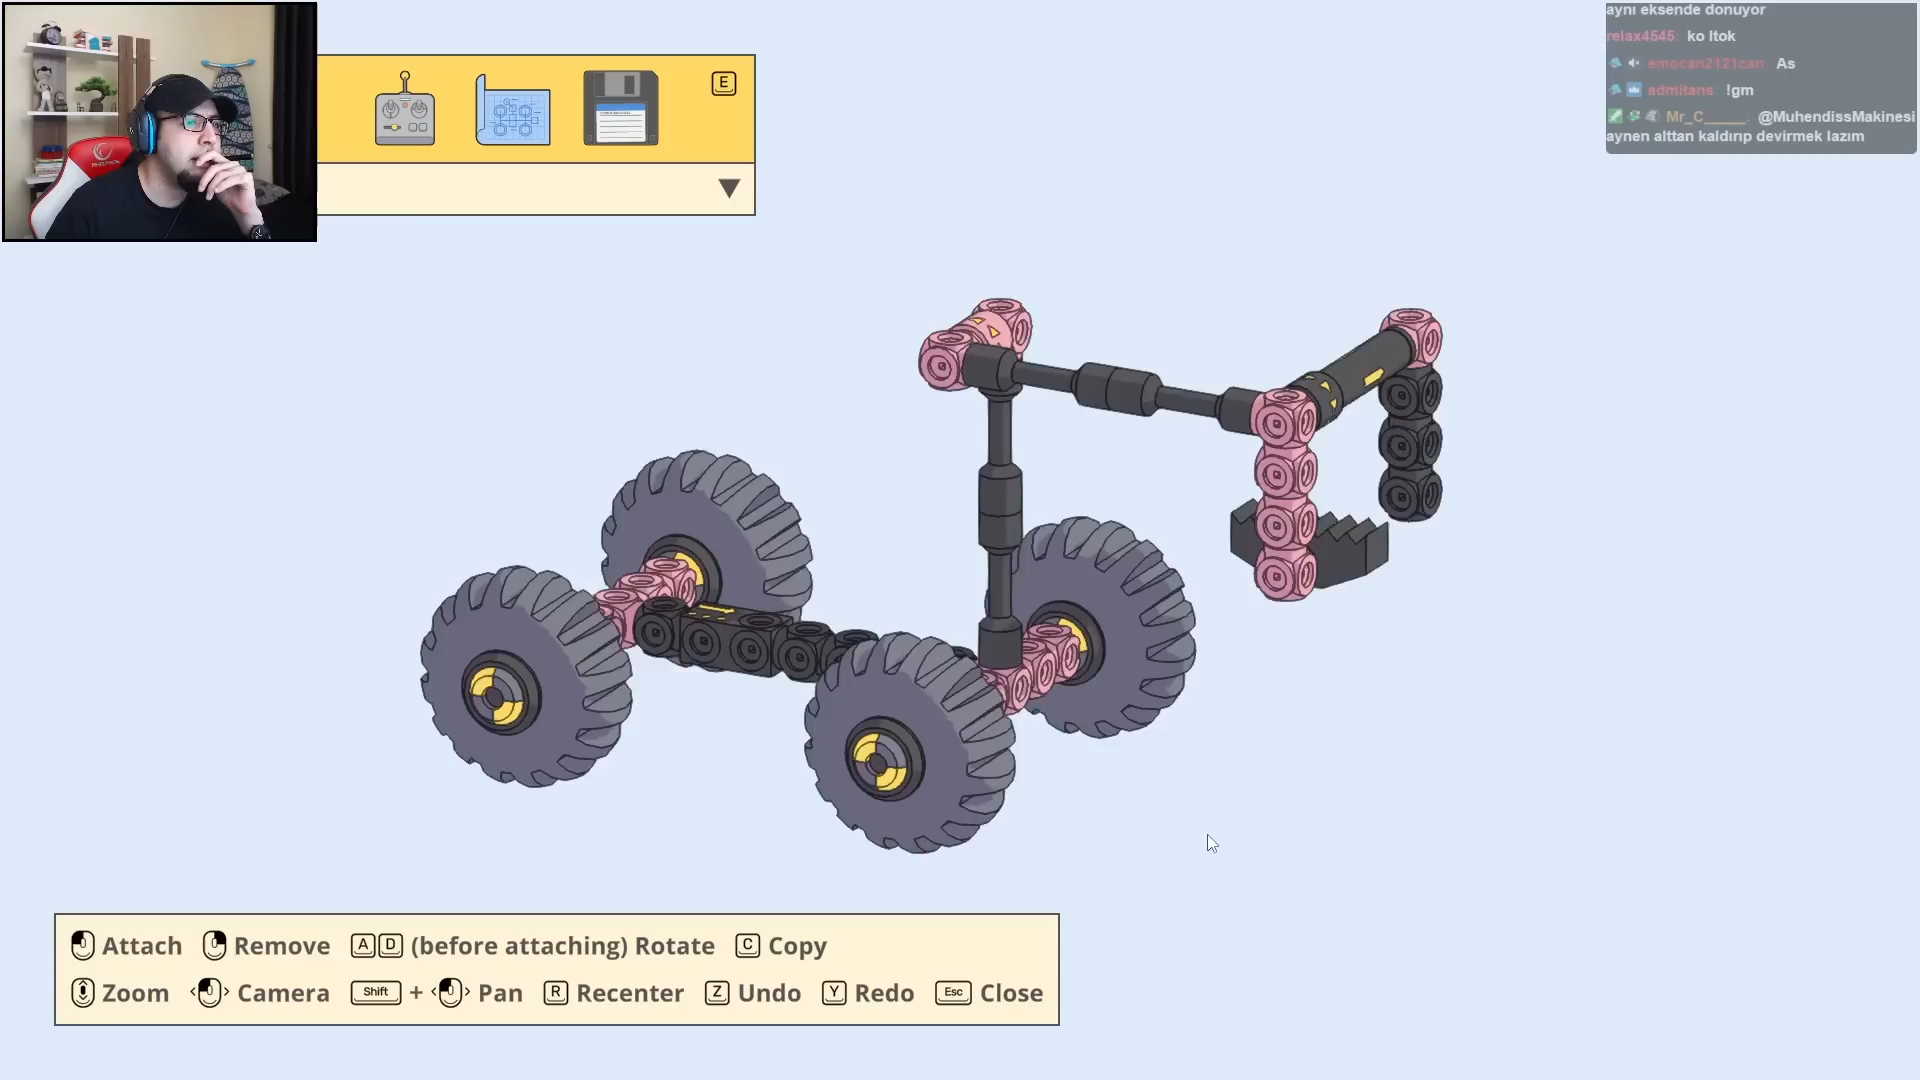 E
Attach Remove A D (before attaching) Rotate C Copy
Zoom Camera Shift + Pan R Recenter Z Undo Y Redo Esc Close
aynı eksende donuyor
relax4545: ko ltok
emocan2121can: As
admitans: !gm
Mr_C_____: @MuhendissMakinesi
aynen alttan kaldırıp devirmek lazım